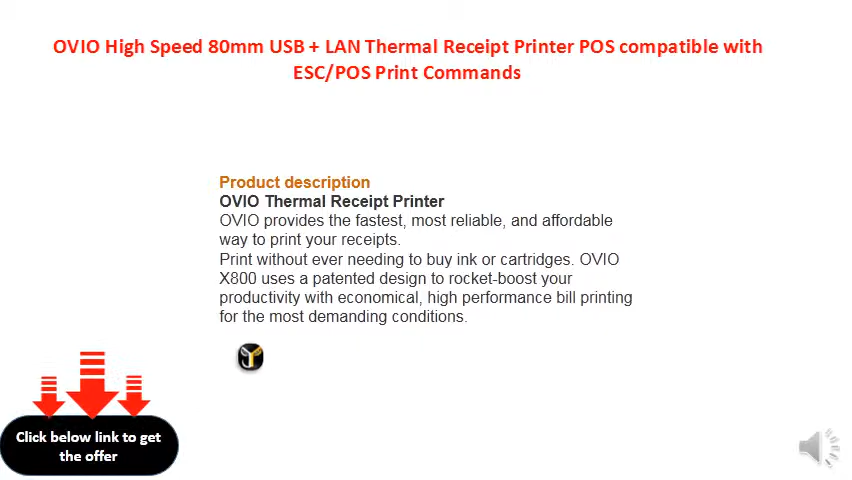 OVIO High Speed 80mm USB + LAN Thermal Receipt Printer POS compatible with
ESC/POS Print Commands
Product description
OVIO Thermal Receipt Printer
OVIO provides the fastest, most reliable, and affordable
way to print your receipts.
Print without ever needing to buy ink or cartridges. OVIO
X800 uses a patented design to rocket-boost your
productivity with economical, high performance bill printing
for the most demanding conditions.
Click below link to get
the offer